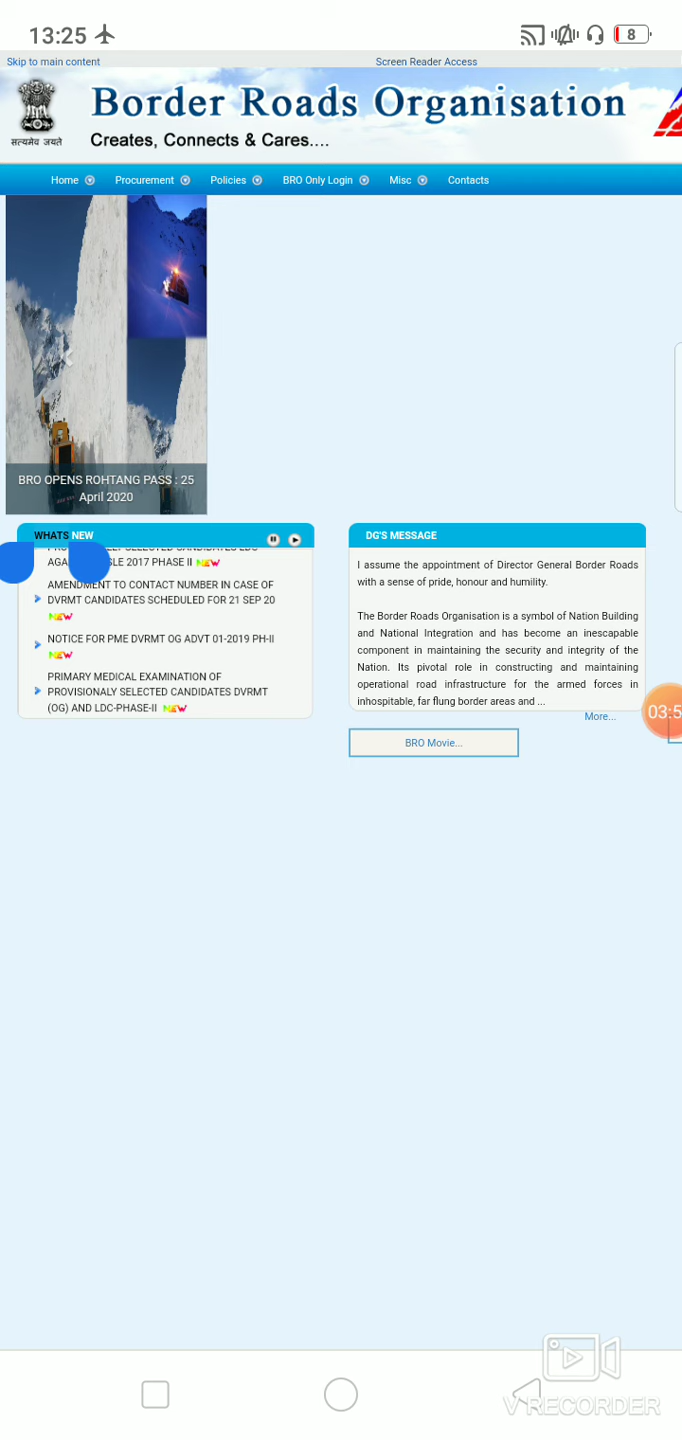 13:25
8
Skip to main content
Screen Reader Access
Border Roads Organisation
सत्यमेव जयते
Creates, Connects & Cares....
Home Procurement Policies BRO Only Login Misc Contacts
BRO OPENS ROHTANG PASS : 25
April 2020
WHATS NEW
2017 PHASE II NEW
AMENDMENT TO CONTACT NUMBER IN CASE OF
DVRMT CANDIDATES SCHEDULED FOR 21 SEP 20
NEW
NOTICE FOR PME DVRMT OG ADVT 01-2019 PH-II
NEW
PRIMARY MEDICAL EXAMINATION OF
PROVISIONALY SELECTED CANDIDATES DVRMT
(OG) AND LDC-PHASE-II NEW
DG'S MESSAGE
I assume the appointment of Director General Border Roads
with a sense of pride, honour and humility.
The Border Roads Organisation is a symbol of Nation Building
and National Integration and has become an inescapable
component in maintaining the security and integrity of the
Nation. Its pivotal role in constructing and maintaining
operational road infrastructure for the armed forces in
inhospitable, far flung border areas and ...
More...
03:5
BRO Movie...
V RECORDER